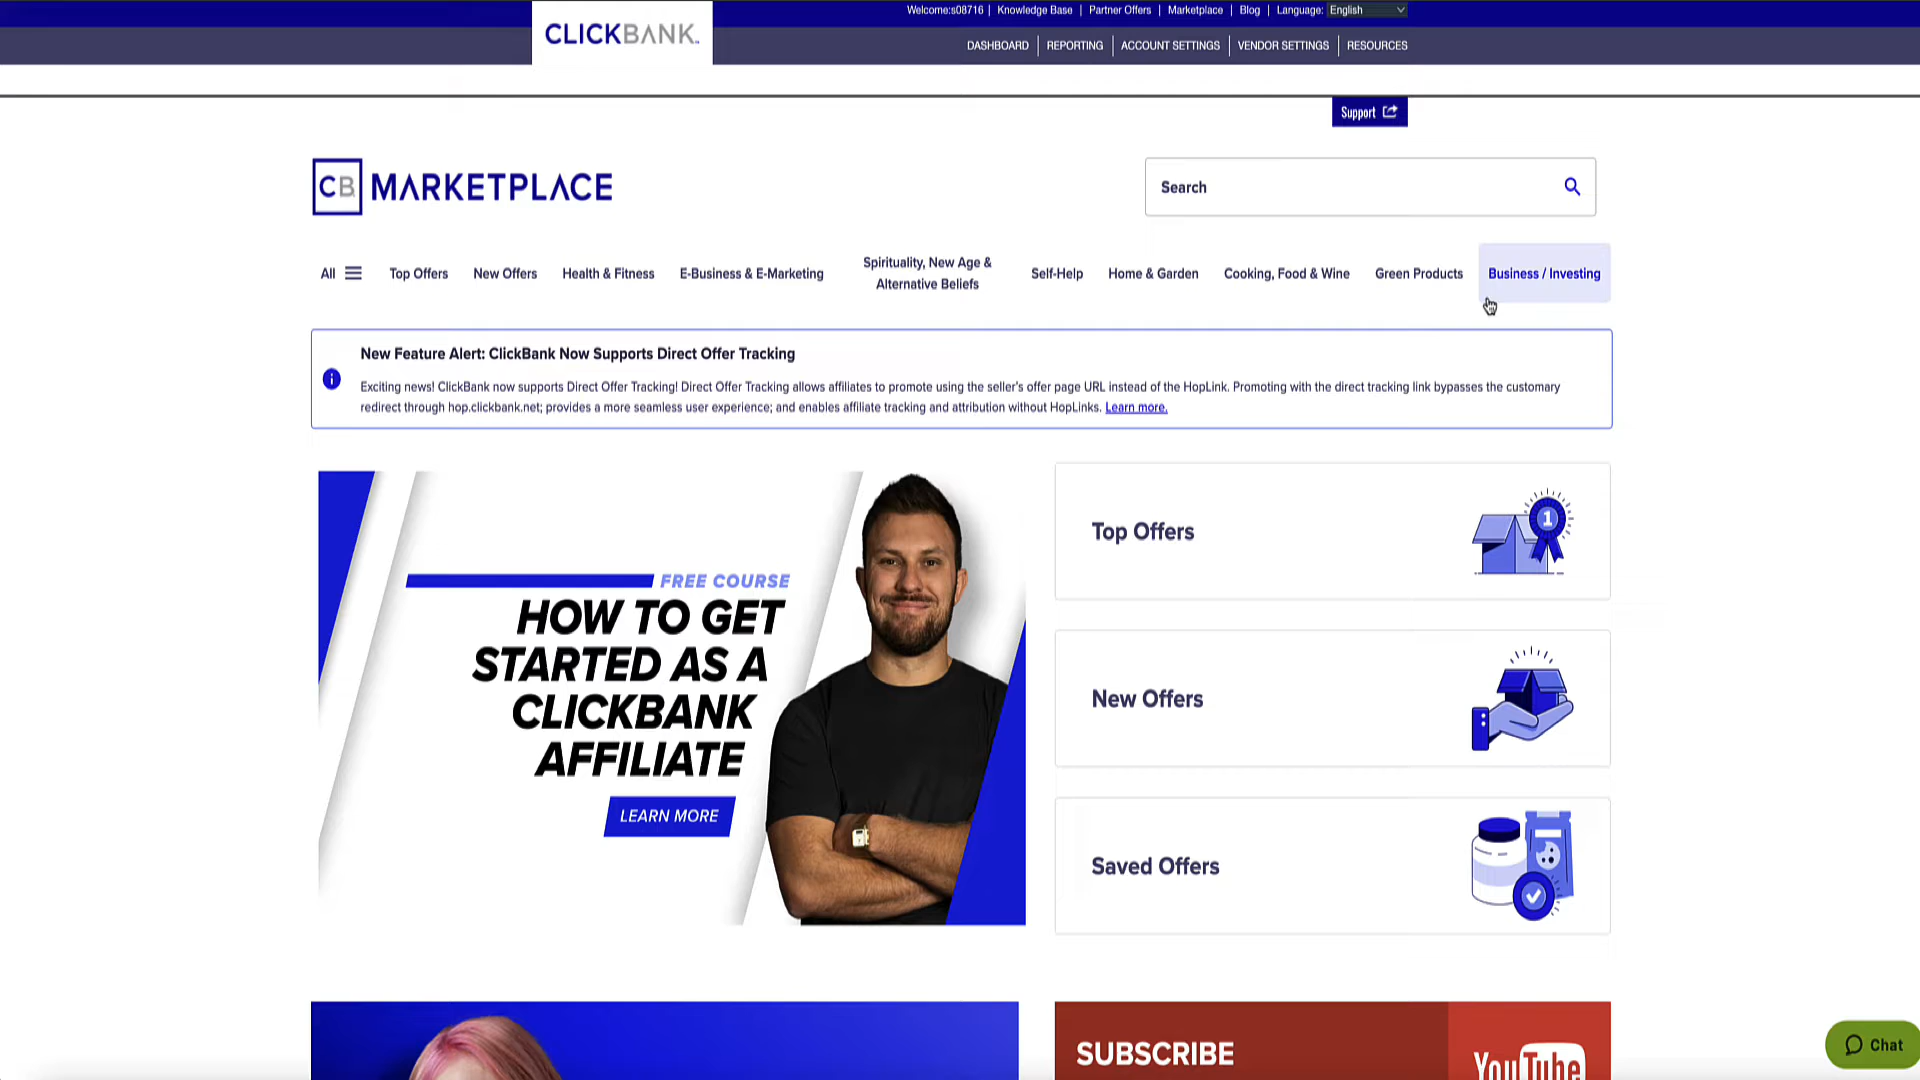 Welcome:s08716 | Knowledge Base | Partner Offers | Marketplace | Blog | Language: English
CLICKBANK
DASHBOARD | REPORTING | ACCOUNT SETTINGS | VENDOR SETTINGS | RESOURCES
Support
CB MARKETPLACE
Search
All Top Offers New Offers Health & Fitness E-Business & E-Marketing Spirituality, New Age & Alternative Beliefs Self-Help Home & Garden Cooking, Food & Wine Green Products Business / Investing
New Feature Alert: ClickBank Now Supports Direct Offer Tracking
Exciting news! ClickBank now supports Direct Offer Tracking! Direct Offer Tracking allows affiliates to promote using the seller's offer page URL instead of the HopLink. Promoting with the direct tracking link bypasses the customary
redirect through hop.clickbank.net; provides a more seamless user experience; and enables affiliate tracking and attribution without HopLinks. Learn more.
FREE COURSE
HOW TO GET
STARTED AS A
CLICKBANK
AFFILIATE
LEARN MORE
Top Offers
1
New Offers
Saved Offers
SUBSCRIBE
YouTube
Chat